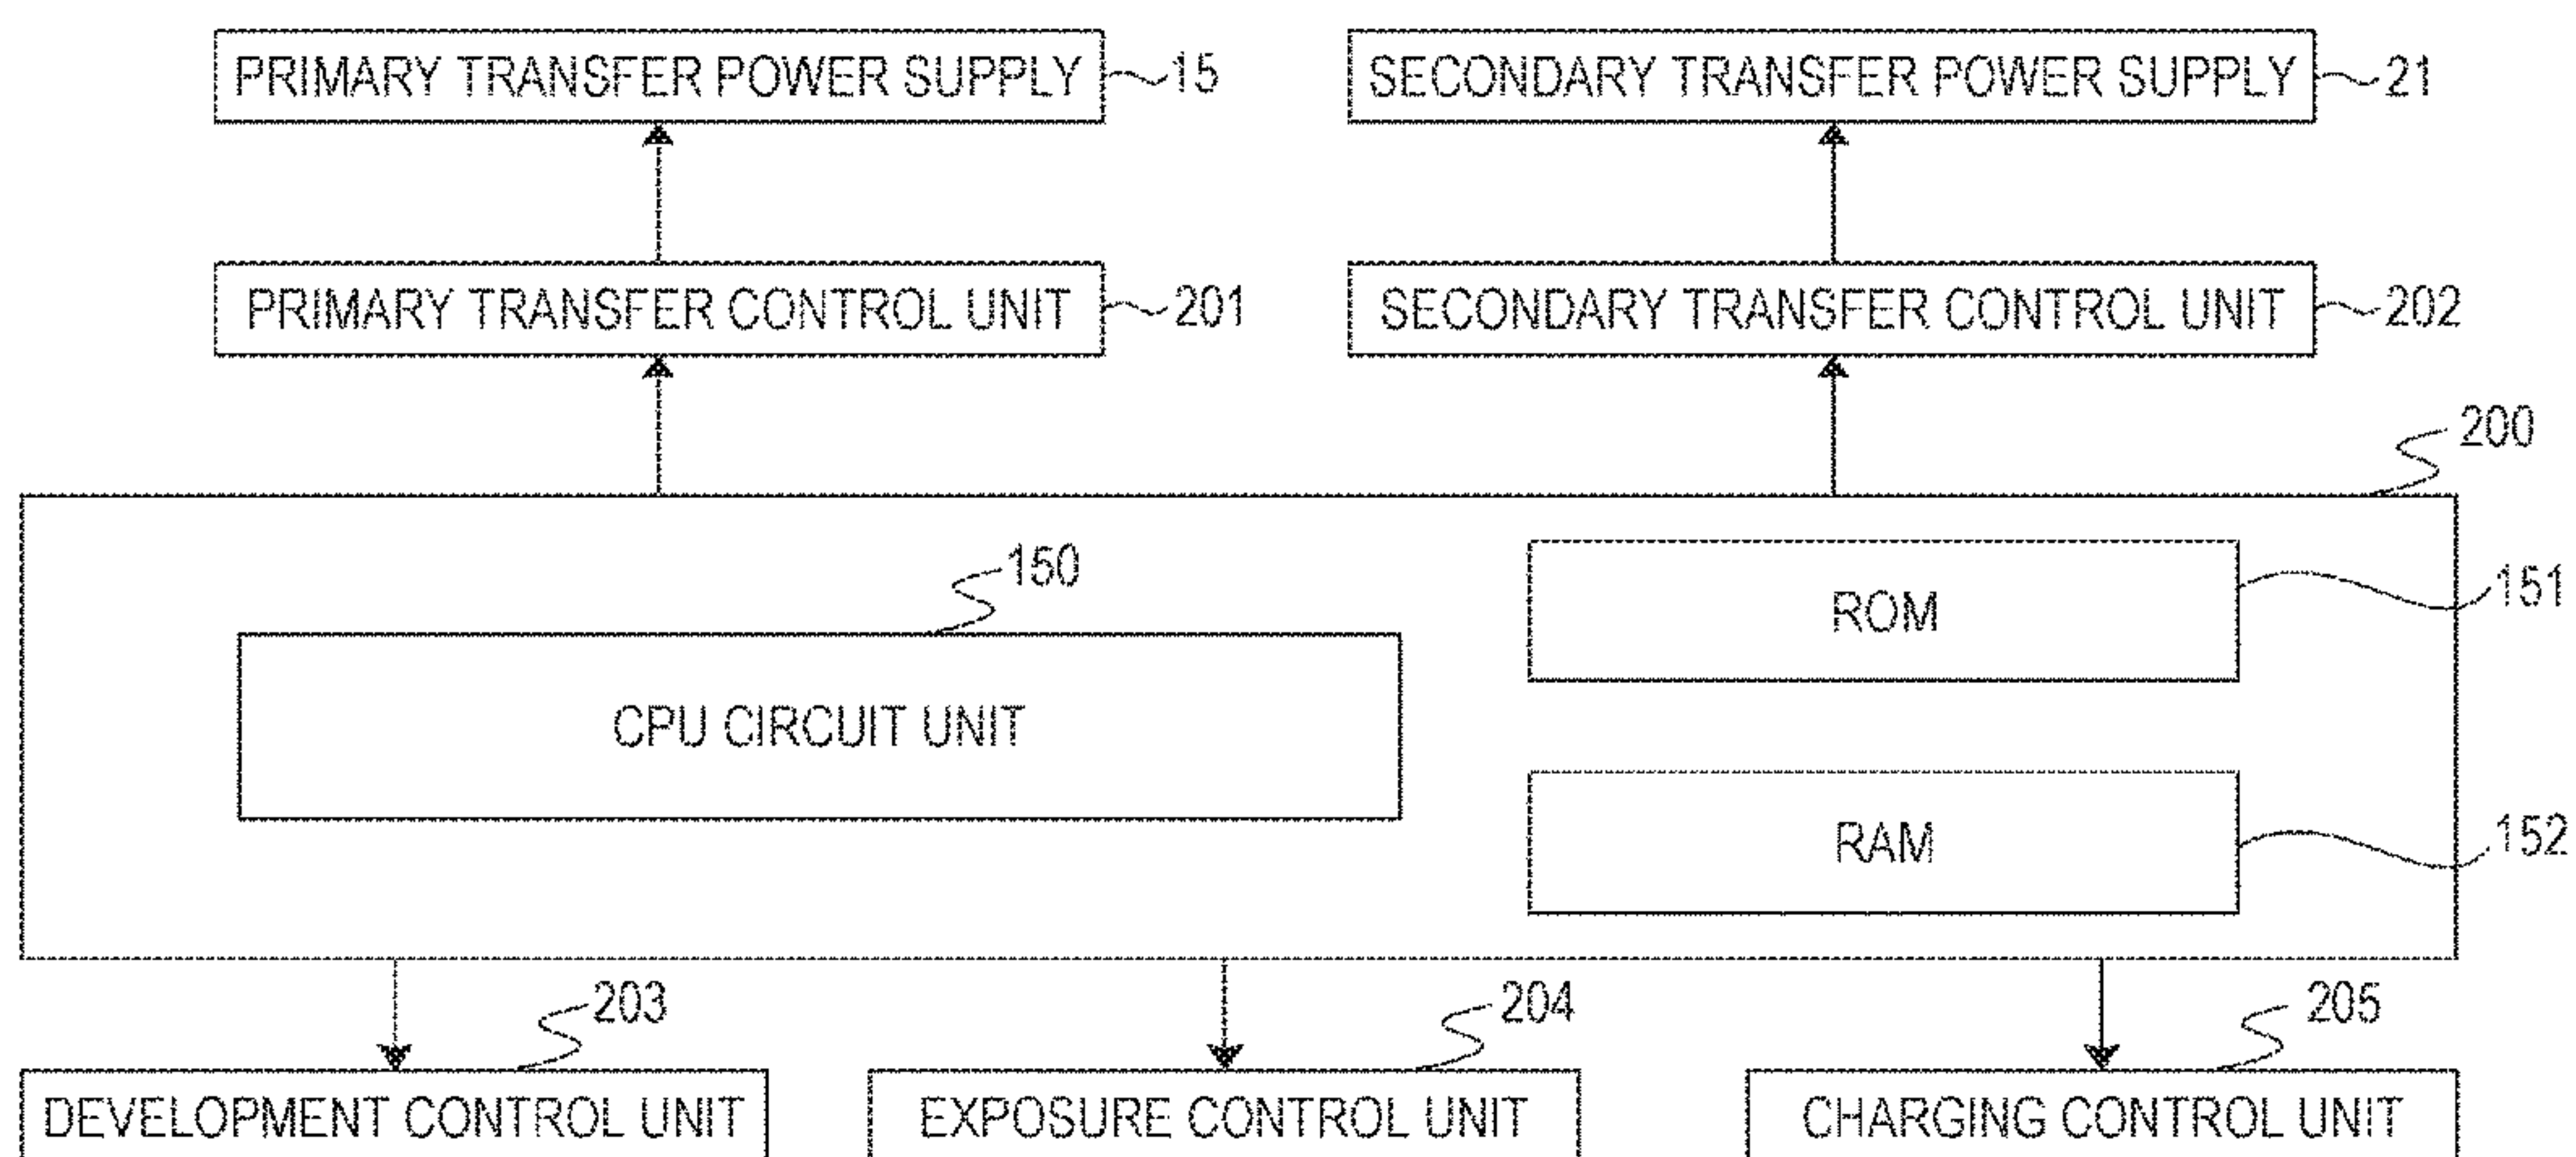 PRIMARY TRANSFER POWER SUPPLY 15
SECONDARY TRANSFER POWER SUPPLY 21
PRIMARY TRANSFER CONTROL UNIT 201
SECONDARY TRANSFER CONTROL UNIT 202
200
150
ROM 151
CPU CIRCUIT UNIT
RAM 152
203
204
205
DEVELOPMENT CONTROL UNIT
EXPOSURE CONTROL UNIT
CHARGING CONTROL UNIT